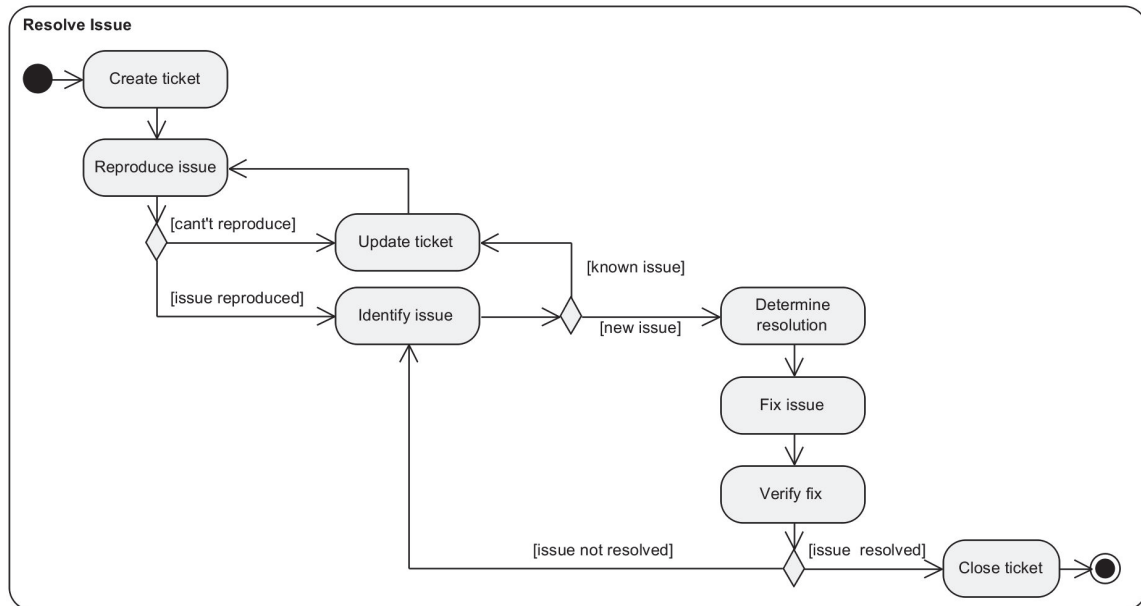 Resolve Issue
Create ticket
Reproduce issue
[cant't reproduce]
Update ticket
[known issue]
[issue reproduced]
Identify issue
[new issue]
Determine
resolution
Fix issue
Verify fix
[issue not resolved]
[issue resolved]
Close ticket